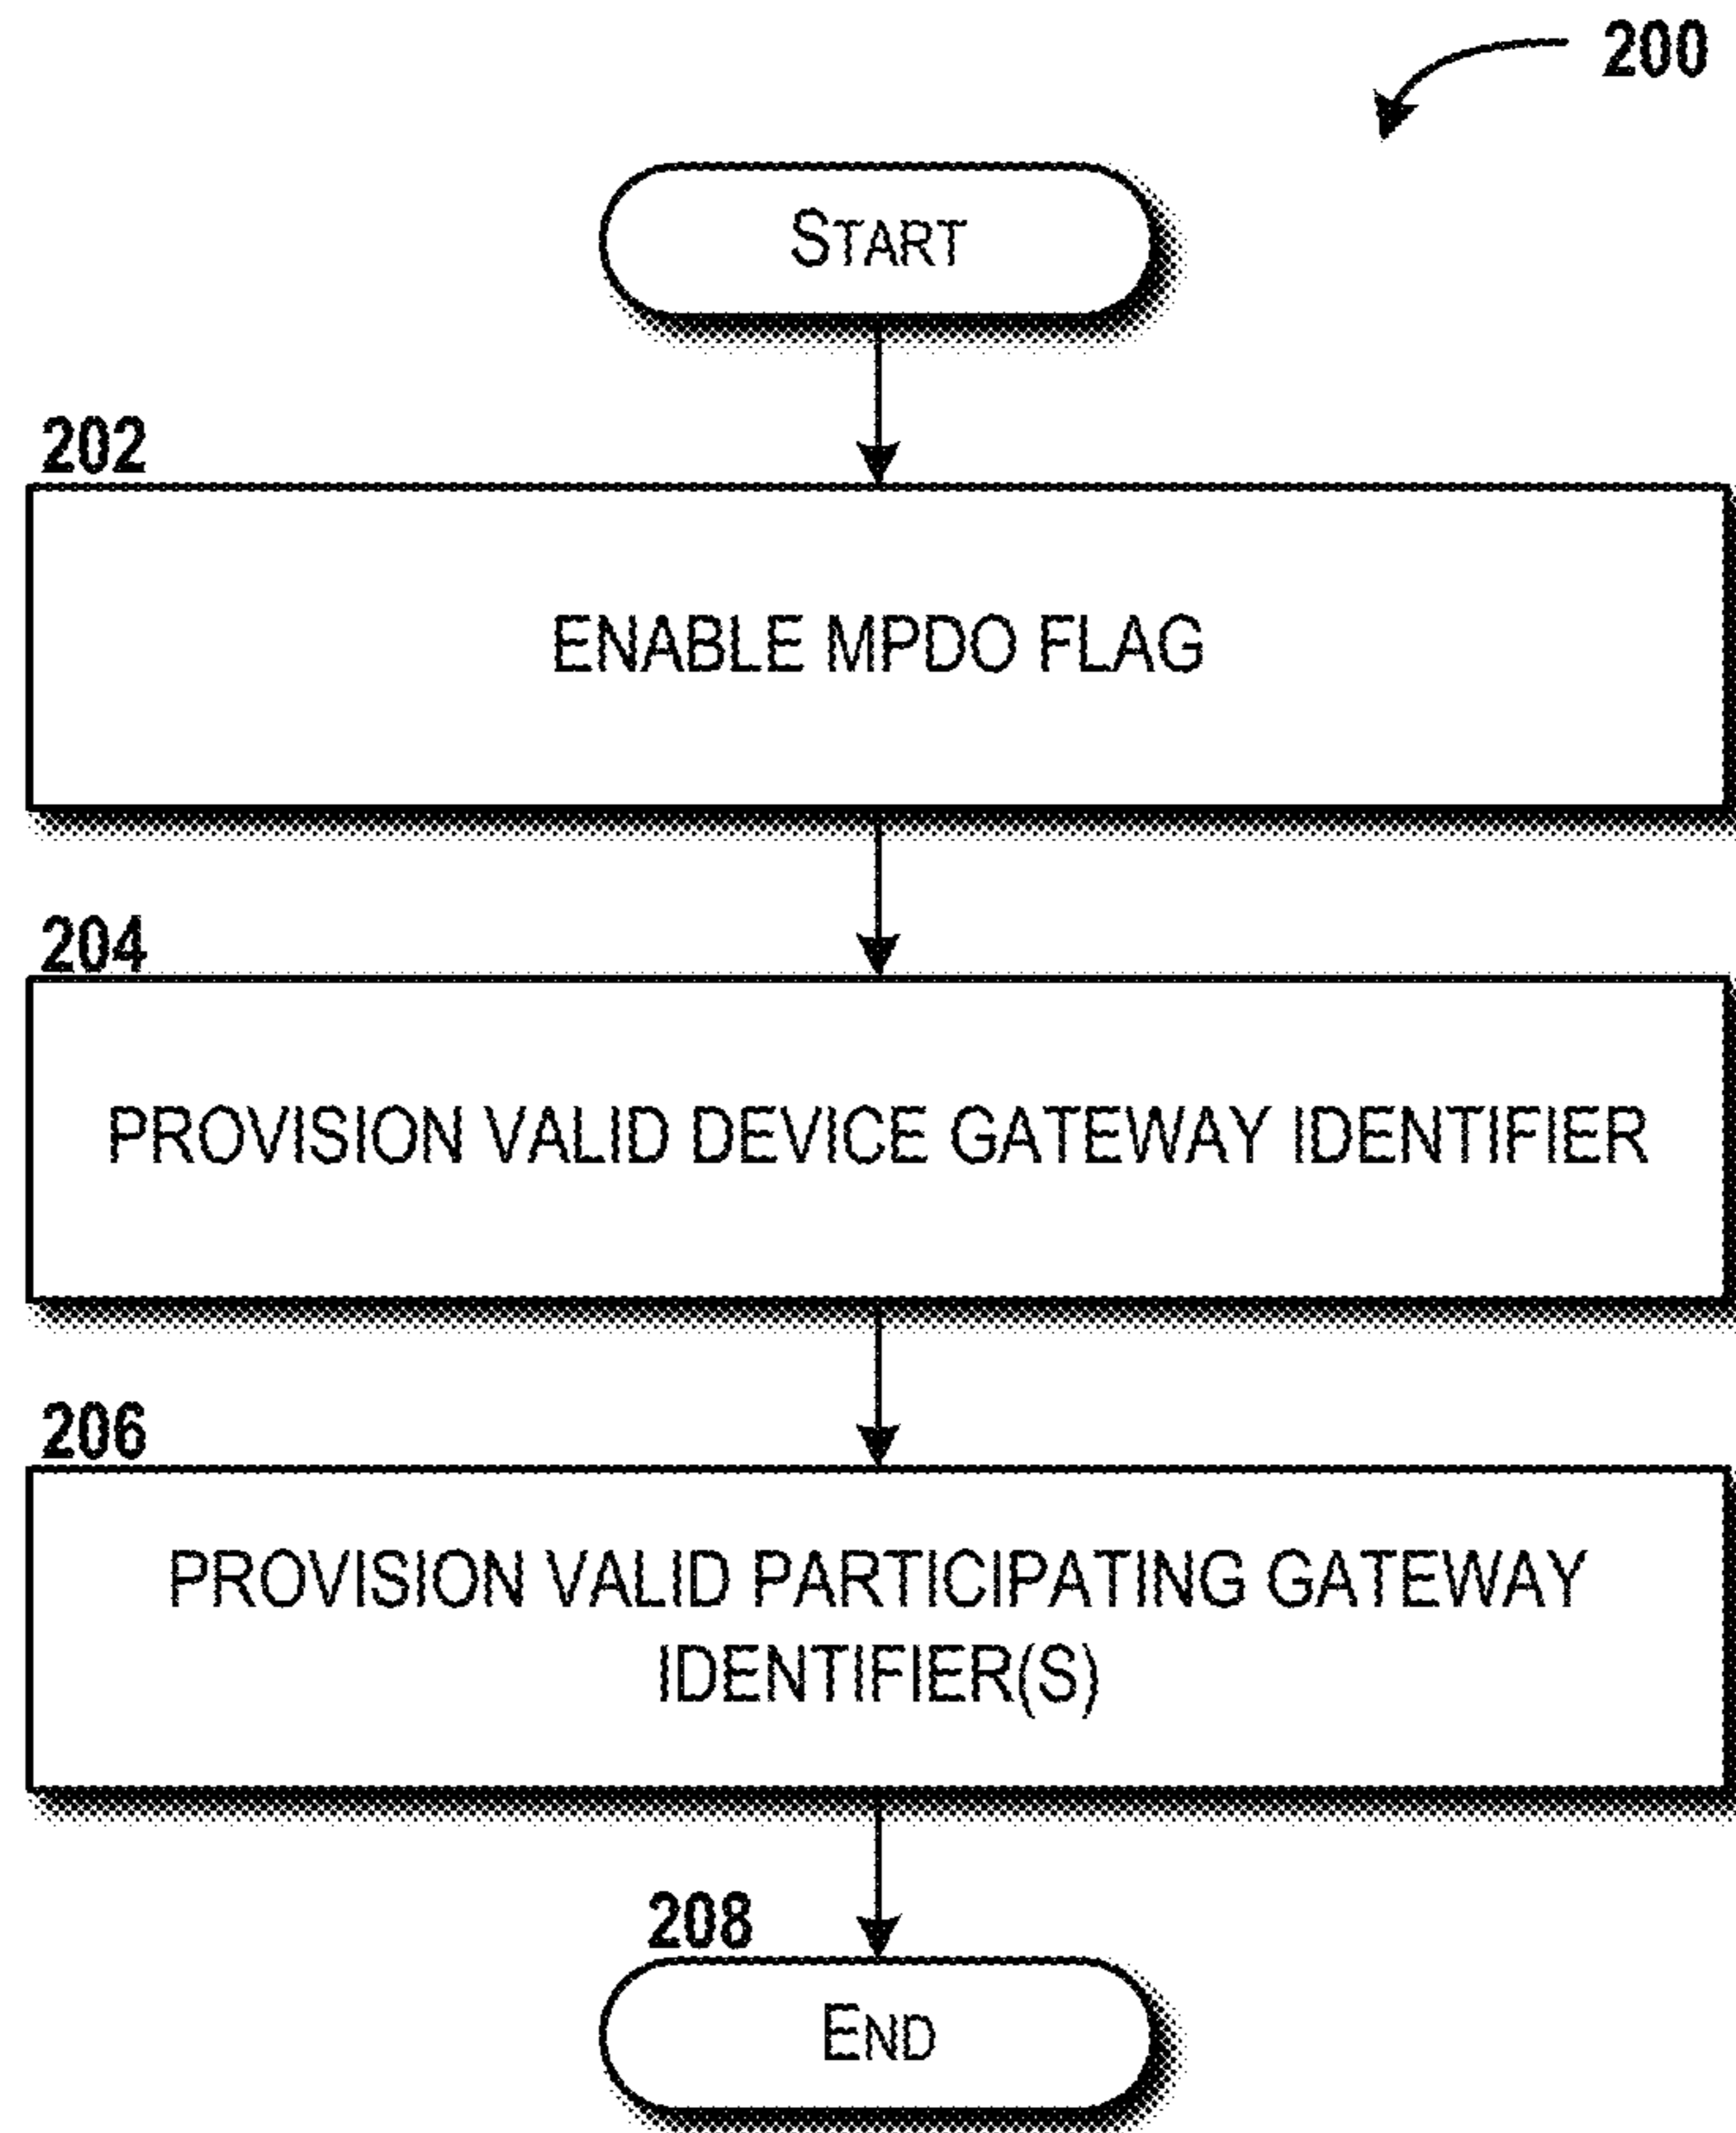 200
START
202
ENABLE MPDO FLAG
204
PROVISION VALID DEVICE GATEWAY IDENTIFIER
206
PROVISION VALID PARTICIPATING GATEWAY
IDENTIFIER(S)
208
END